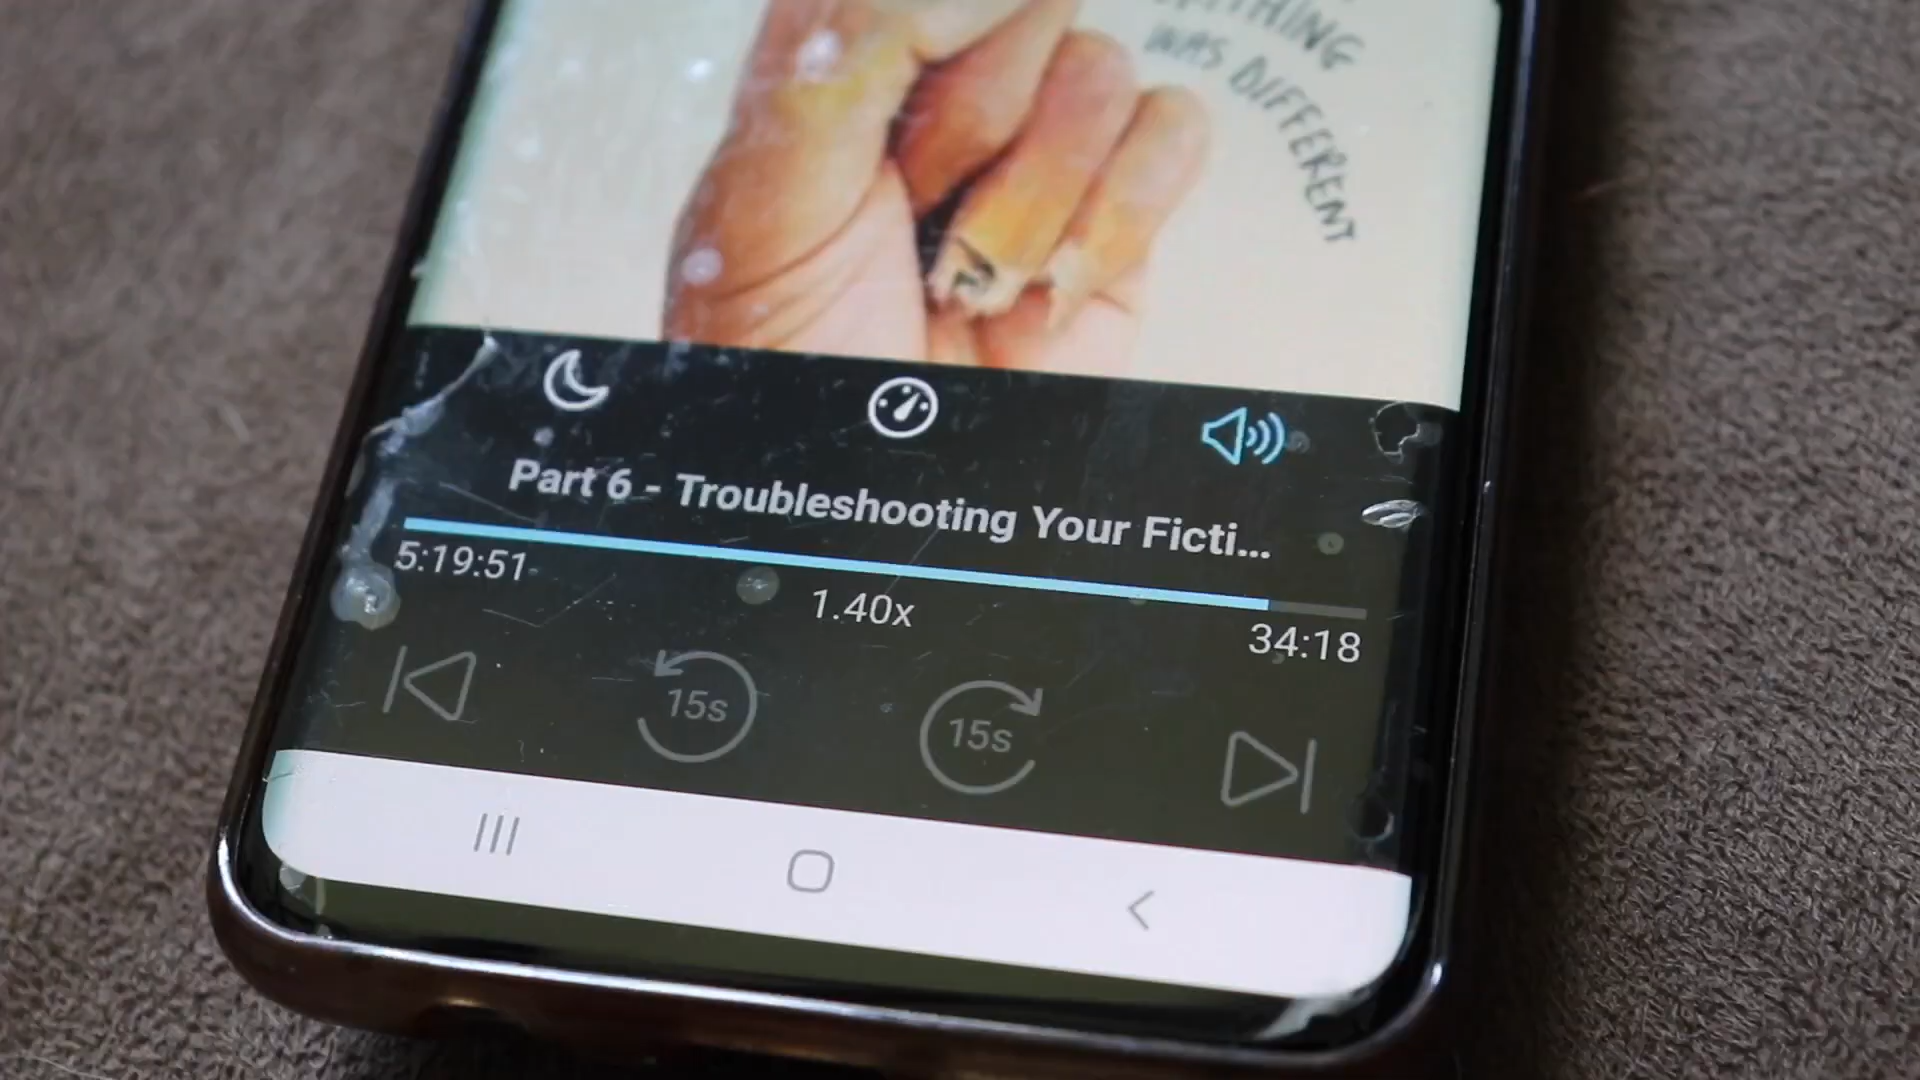 WAS DIFFERENT
Part 6 - Troubleshooting Your Ficti...
5:19:51
1.40x
34:18
15s
15s